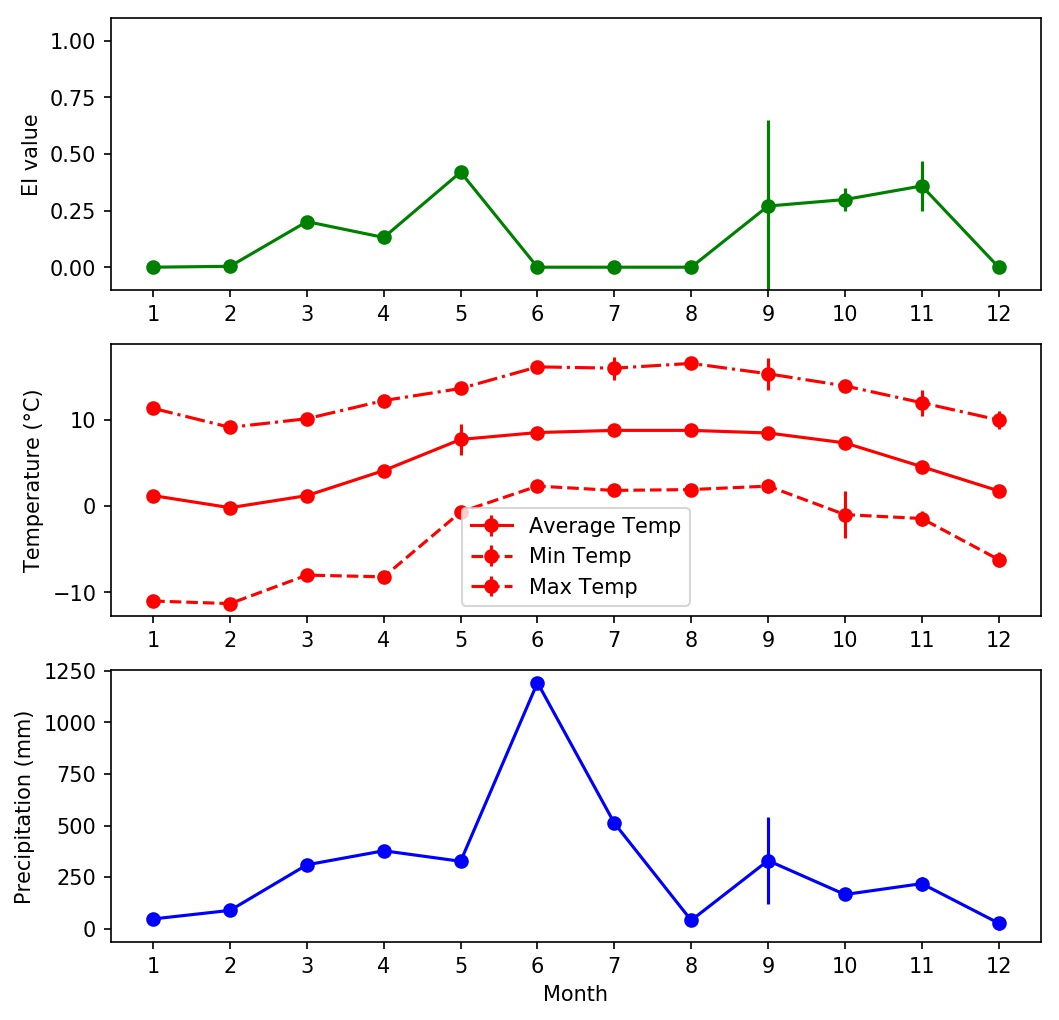 EI value
1.00
0.75
0.50
0.25
0.00
1 2 3 4 5 6 7 8 9 10 11 12
Temperature (°C)
10
0
−10
Average Temp
Min Temp
Max Temp
1 2 3 4 5 6 7 8 9 10 11 12
Precipitation (mm)
1250
1000
750
500
250
0
1 2 3 4 5 6 7 8 9 10 11 12
Month